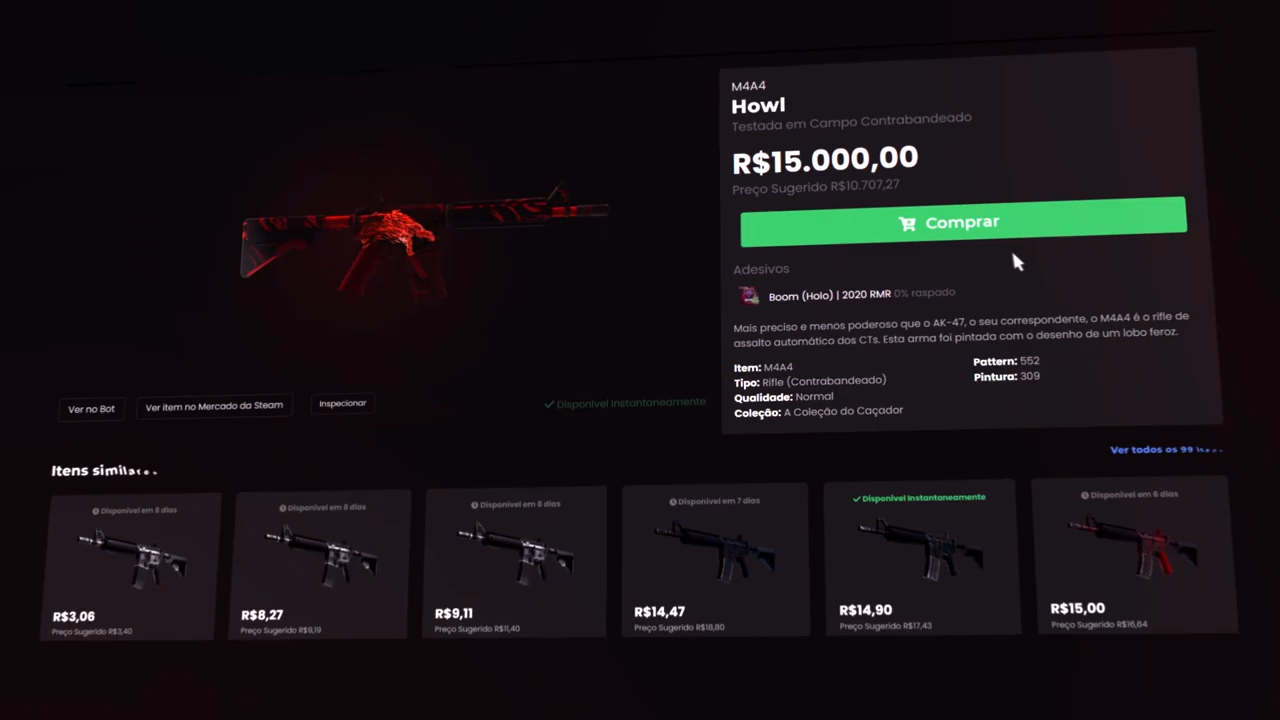 M4A4
Howl
Testada em Campo Contrabandeado
R$15.000,00
Preço Sugerido R$10.707,27
Comprar
Adesivos
Boom (Holo) | 2020 RMR 0% raspado
Mais preciso e menos poderoso que o AK-47, o seu correspondente, o M4A4 é o rifle de
assalto automático dos CTs. Esta arma foi pintada com o desenho de um lobo feroz.
Item: M4A4
Tipo: Rifle (Contrabandeado)
Qualidade: Normal
Coleção: A Coleção do Caçador
Pattern: 552
Pintura: 309
Ver no Bot
Ver item no Mercado da Steam
Inspecionar
Disponível Instantaneamente
Itens similares
Ver todos os 99
Disponível em 8 dias
R$3,06
Preço Sugerido R$3,40
Disponível em 8 dias
R$8,27
Preço Sugerido R$9,19
Disponível em 8 dias
R$9,11
Preço Sugerido R$11,40
Disponível em 7 dias
R$14,47
Preço Sugerido R$18,80
Disponível Instantaneamente
R$14,90
Preço Sugerido R$17,43
Disponível em 6 dias
R$15,00
Preço Sugerido R$16,64